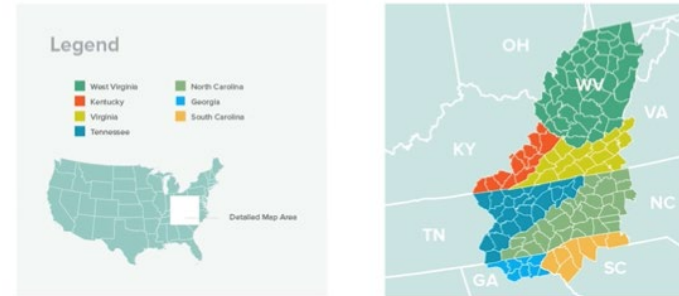 Legend
West Virginia
Kentucky
Virginia
Tennessee
North Carolina
Georgia
South Carolina
Detailed Map Area
OH
WV
VA
KY
NC
TN
SC
GA